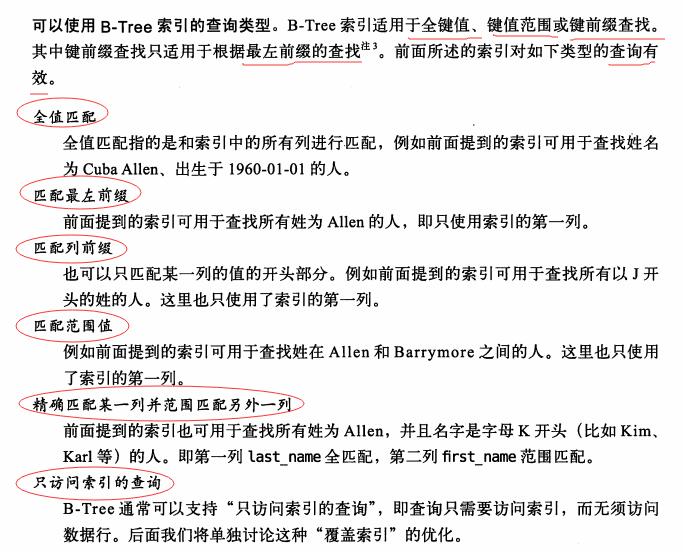 可以使用 B-Tree 索引的查询类型。B-Tree 索引适用于全键值、键值范围或键前缀查找。
其中键前缀查找只适用于根据最左前缀的查找注3。前面所述的索引对如下类型的查询有
效。
全值匹配
全值匹配指的是和索引中的所有列进行匹配，例如前面提到的索引可用于查找姓名
为 Cuba Allen、出生于 1960-01-01 的人。
匹配最左前缀
前面提到的索引可用于查找所有姓为 Allen 的人，即只使用索引的第一列。
匹配列前缀
也可以只匹配某一列的值的开头部分。例如前面提到的索引可用于查找所有以 J 开
头的姓的人。这里也只使用了索引的第一列。
匹配范围值
例如前面提到的索引可用于查找姓在 Allen 和 Barrymore 之间的人。这里也只使用
了索引的第一列。
精确匹配某一列并范围匹配另外一列
前面提到的索引也可用于查找所有姓为 Allen，并且名字是字母 K 开头（比如 Kim、
Karl 等）的人。即第一列 last_name 全匹配，第二列 first_name 范围匹配。
只访问索引的查询
B-Tree 通常可以支持“只访问索引的查询”，即查询只需要访问索引，而无须访问
数据行。后面我们将单独讨论这种“覆盖索引”的优化。